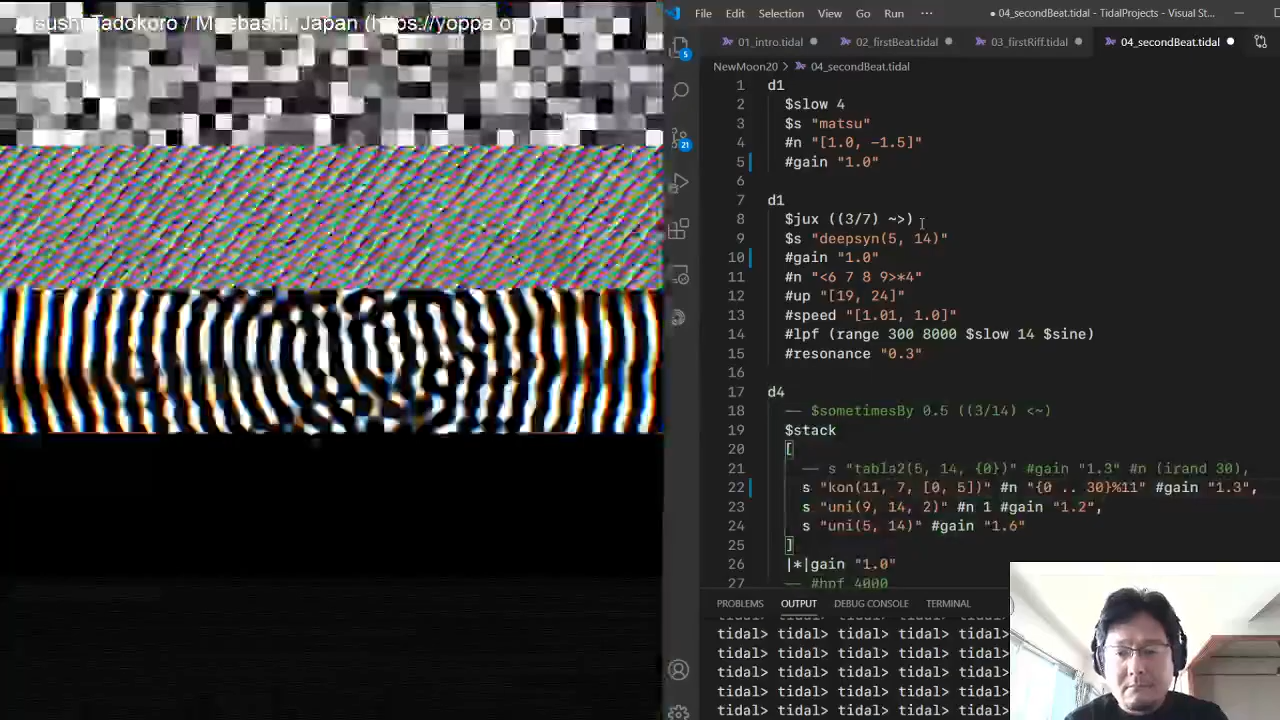 Atsushi Tadokoro / Maebashi, Japan (https://yoppa.org)
File Edit Selection View Go Run ··· ● 04_secondBeat.tidal - TidalProjects - Visual St...
01_intro.tidal ● 02_firstBeat.tidal ● 03_firstRiff.tidal ● 04_secondBeat.tidal ●
NewMoon20 > 04_secondBeat.tidal
5
21
1 d1
2 $slow 4
3 $s "matsu"
4 #n "[1.0, -1.5]"
5 #gain "1.0"
6
7 d1
8 $jux ((3/7) ~>)
9 $s "deepsyn(5, 14)"
10 #gain "1.0"
11 #n "<6 7 8 9>*4"
12 #up "[19, 24]"
13 #speed "[1.01, 1.0]"
14 #lpf (range 300 8000 $slow 14 $sine)
15 #resonance "0.3"
16
17 d4
18 -- $sometimesBy 0.5 ((3/14) <~)
19 $stack
20 [
21 -- s "tabla2(5, 14, {0})" #gain "1.3" #n (irand 30),
22 s "kon(11, 7, [0, 5])" #n "{0 .. 30}%11" #gain "1.3",
23 s "uni(9, 14, 2)" #n 1 #gain "1.2",
24 s "uni(5, 14)" #gain "1.6"
25 ]
26 |*|gain "1.0"
27 -- #hpf 4000
PROBLEMS OUTPUT DEBUG CONSOLE TERMINAL
tidal> tidal> tidal> tidal> tidal>
tidal> tidal> tidal> tidal> tidal>
tidal> tidal> tidal> tidal> tidal>
tidal> tidal> tidal> tidal> tidal>
tidal> tidal> tidal> tidal> tidal>